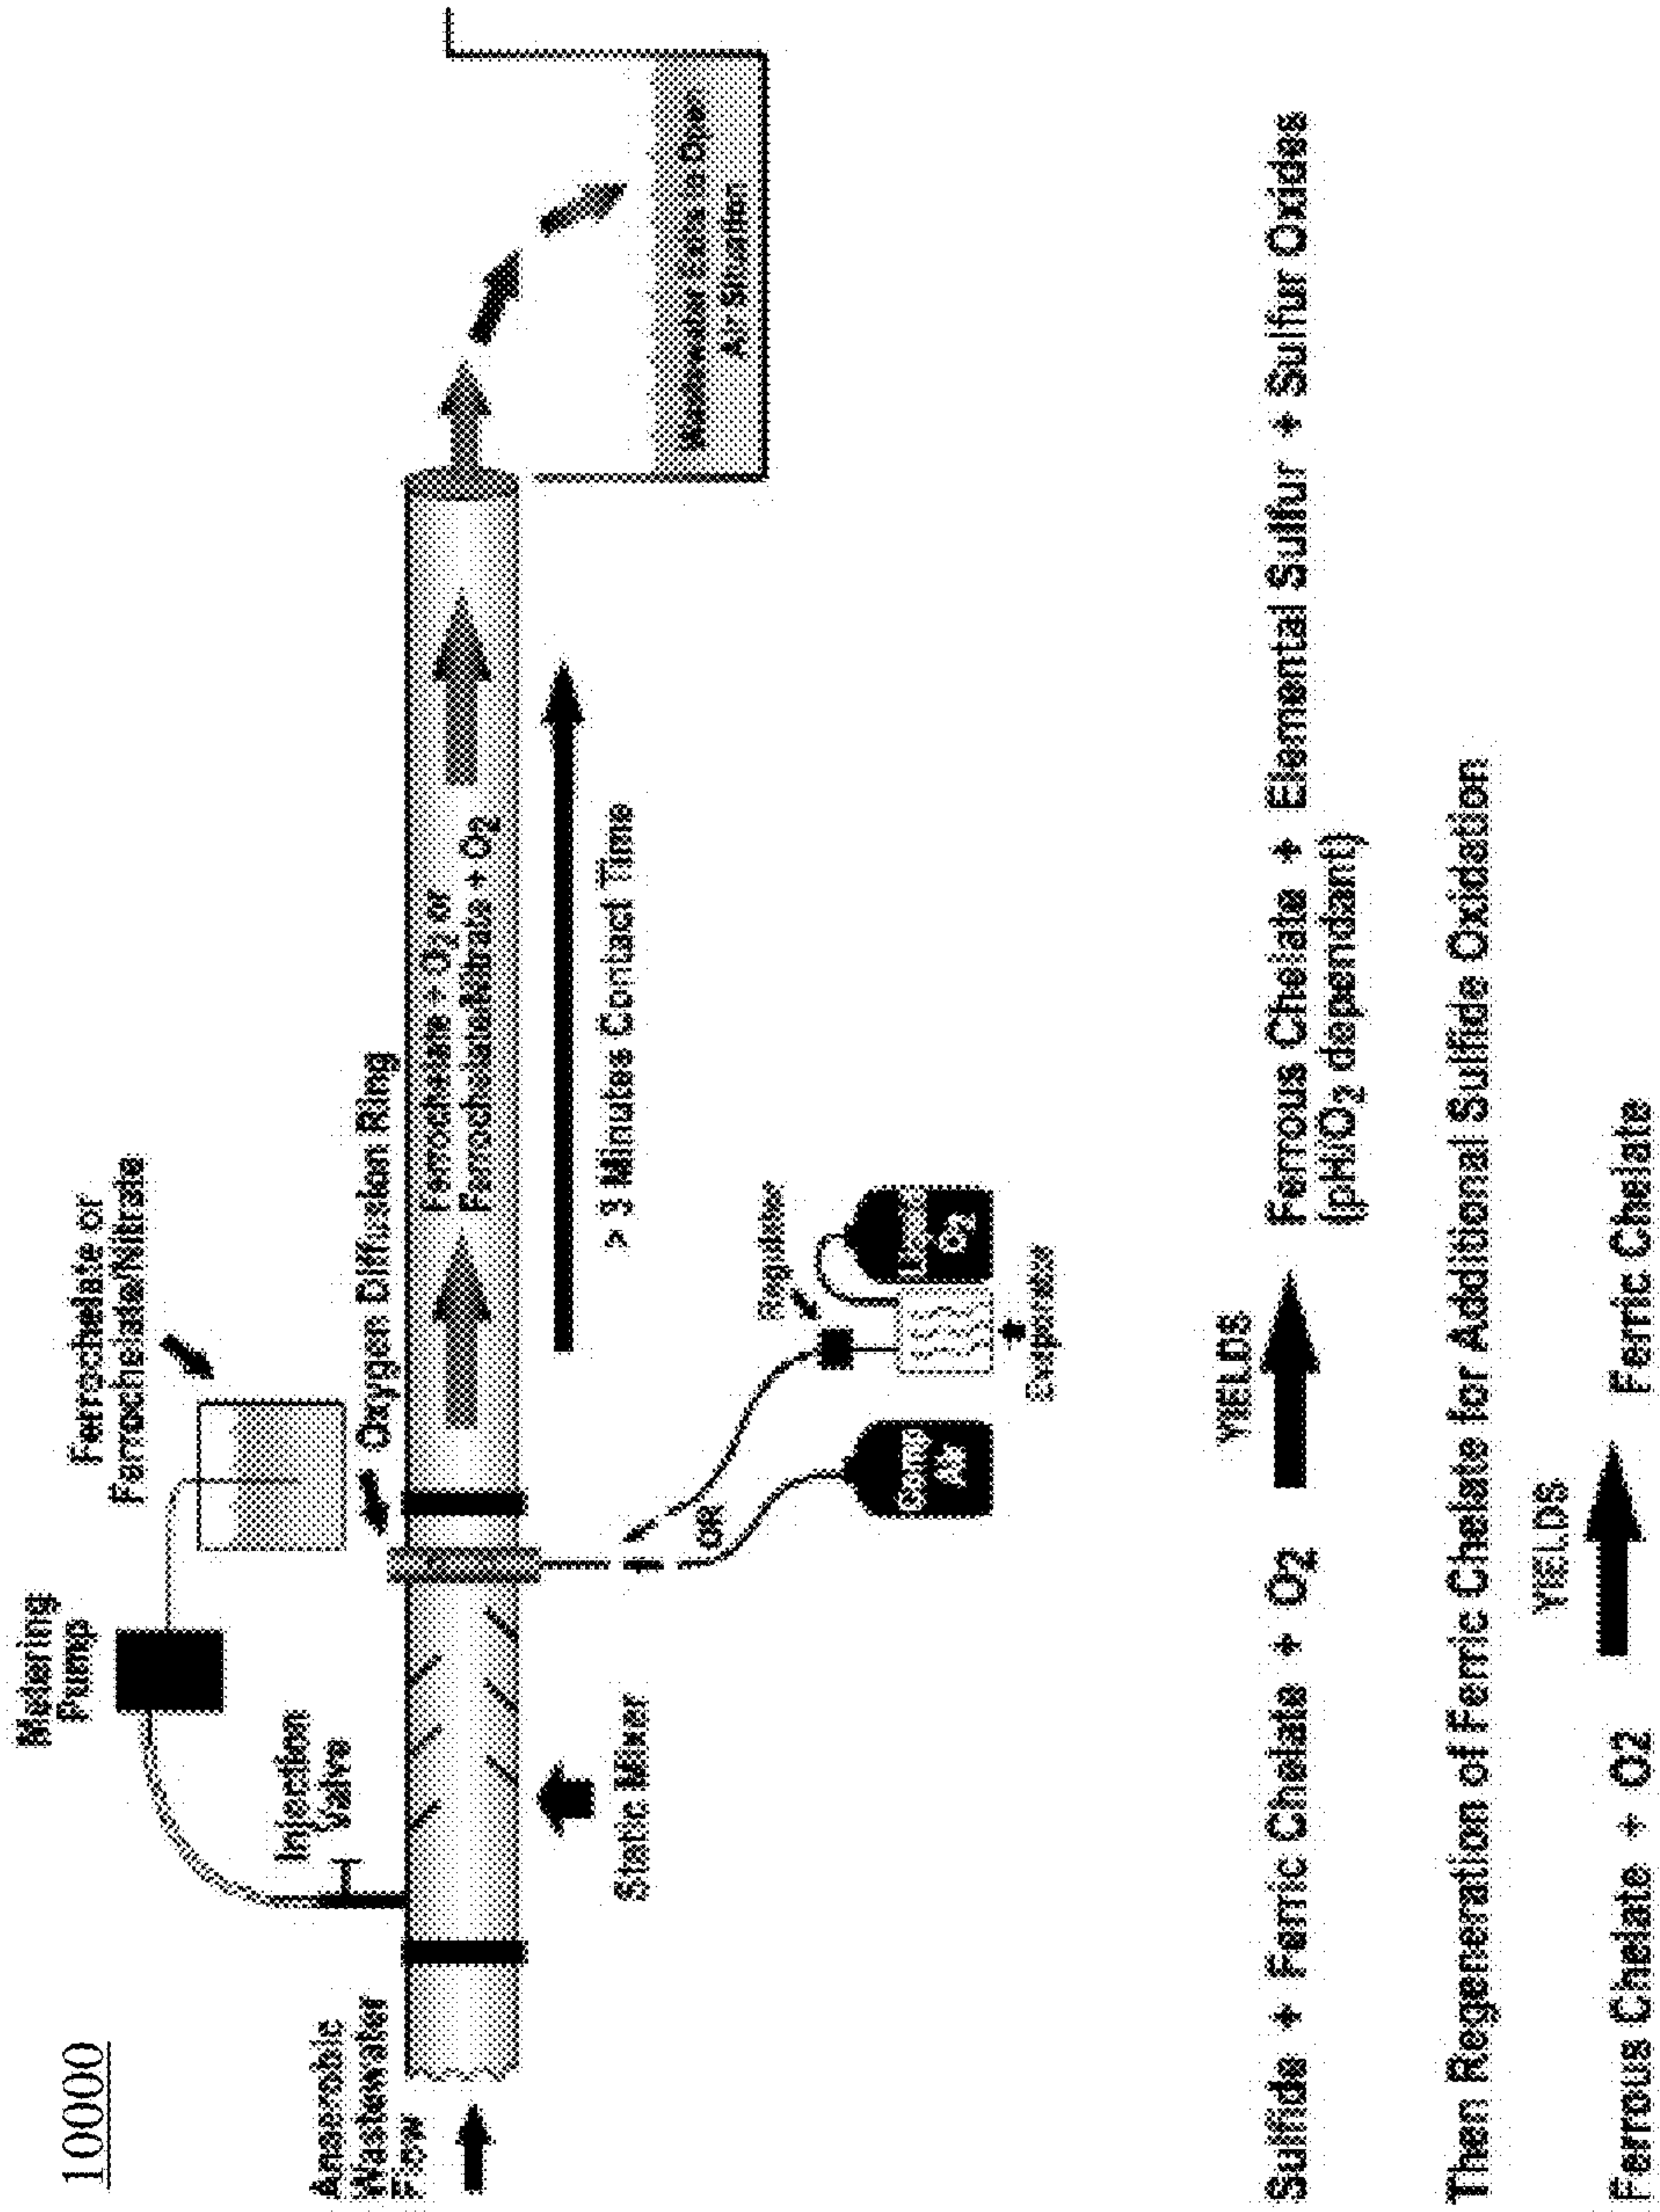 10000
Metering
Pump
Ferrochelate or
Ferrochelate/Nitrate
Injection
Valve
Oxygen Diffusion Ring
Anaerobic
Wastewater
Flow
Ferrochelate + O2 or
Ferrochelate/Nitrate + O2
> 3 Minutes Contact Time
Static Mixer
OR
Regulator
O2
Evaporator
Air Situation
YIELDS
Sulfide + Ferric Chelate + O2
Ferrous Chelate + Elemental Sulfur + Sulfur Oxides
(pH/O2 dependant)
Then Regeneration of Ferric Chelate for Additional Sulfide Oxidation
YIELDS
Ferrous Chelate + O2
Ferric Chelate